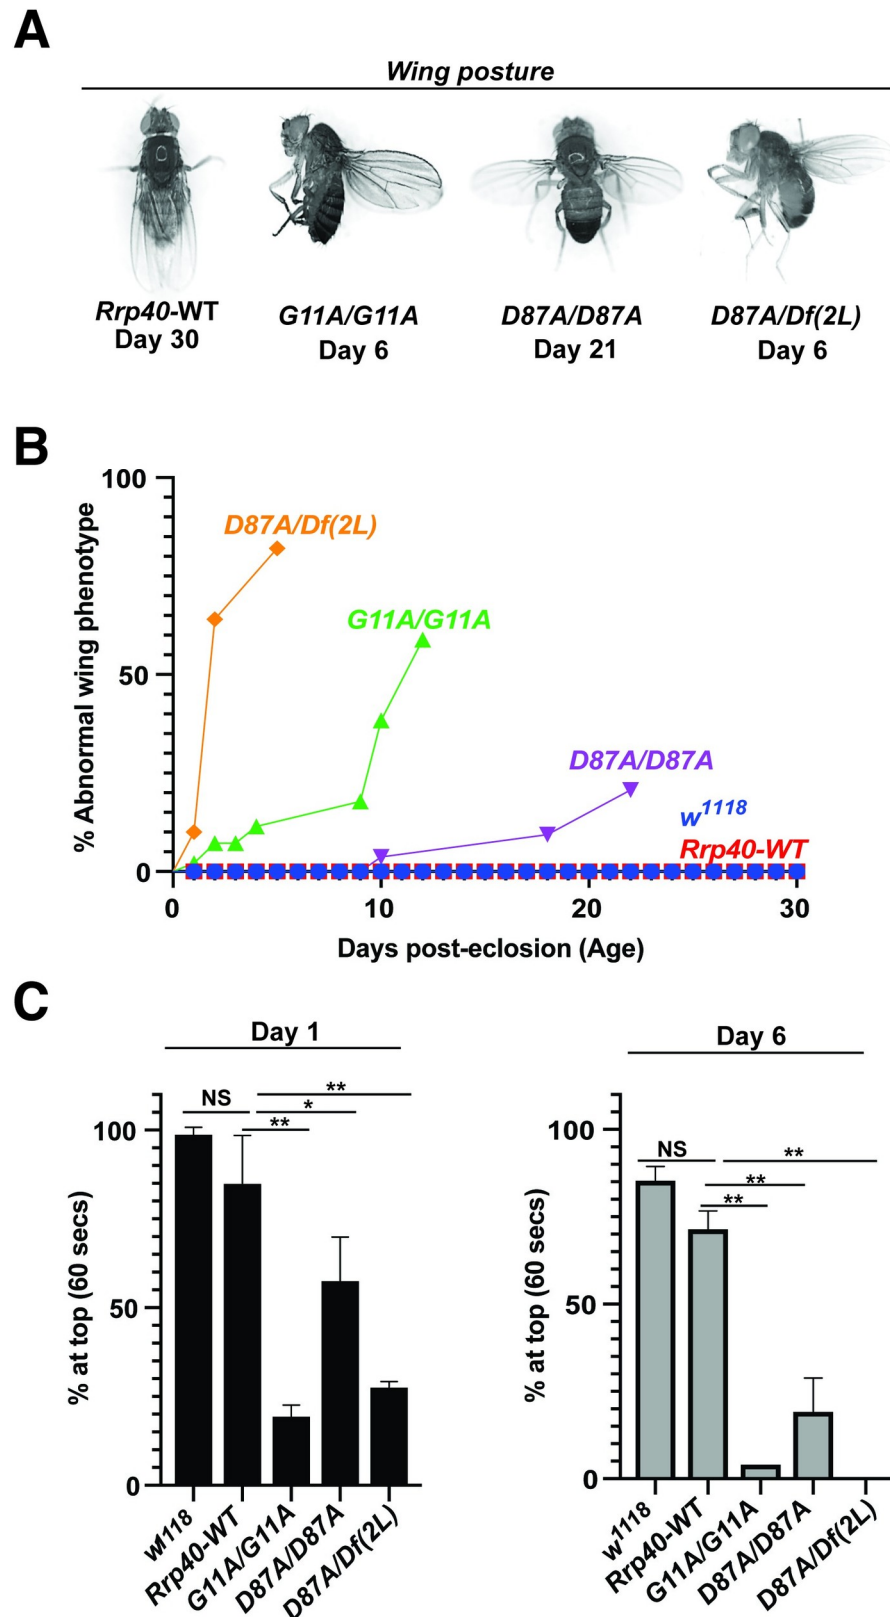 A
Wing posture
Rrp40-WT
Day 30
G11A/G11A
Day 6
D87A/D87A
Day 21
D87A/Df(2L)
Day 6
B
% Abnormal wing phenotype
100
50
0
D87A/Df(2L)
G11A/G11A
D87A/D87A
w1118
Rrp40-WT
0
10
20
30
Days post-eclosion (Age)
C
Day 1
% at top (60 secs)
100
50
0
NS
**
*
**
w1118
Rrp40-WT
G11A/G11A
D87A/D87A
D87A/Df(2L)
Day 6
% at top (60 secs)
100
50
0
NS
**
**
**
w1118
Rrp40-WT
G11A/G11A
D87A/D87A
D87A/Df(2L)